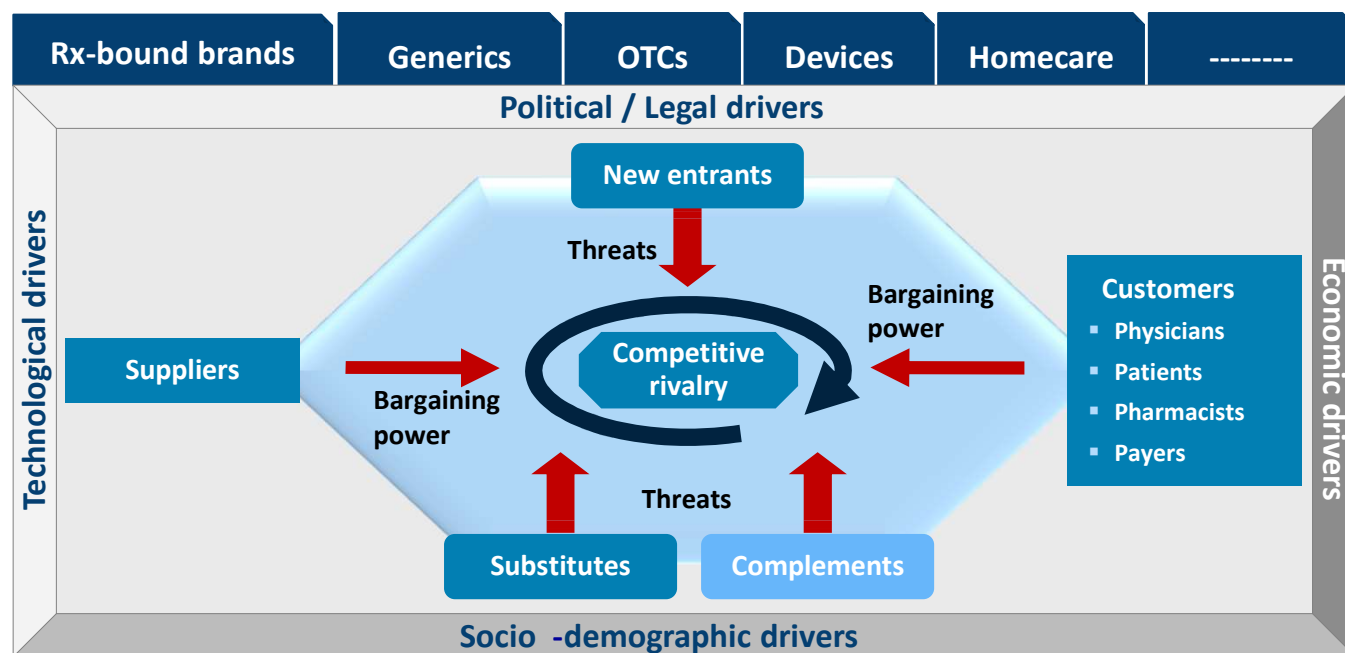 Rx-bound brands
Generics
OTCs
Devices
Homecare
--------
Political / Legal drivers
Technological drivers
Economic drivers
New entrants
Threats
Suppliers
Bargaining
power
Competitive
rivalry
Bargaining
power
Customers
▪ Physicians
▪ Patients
▪ Pharmacists
▪ Payers
Threats
Substitutes
Complements
Socio -demographic drivers